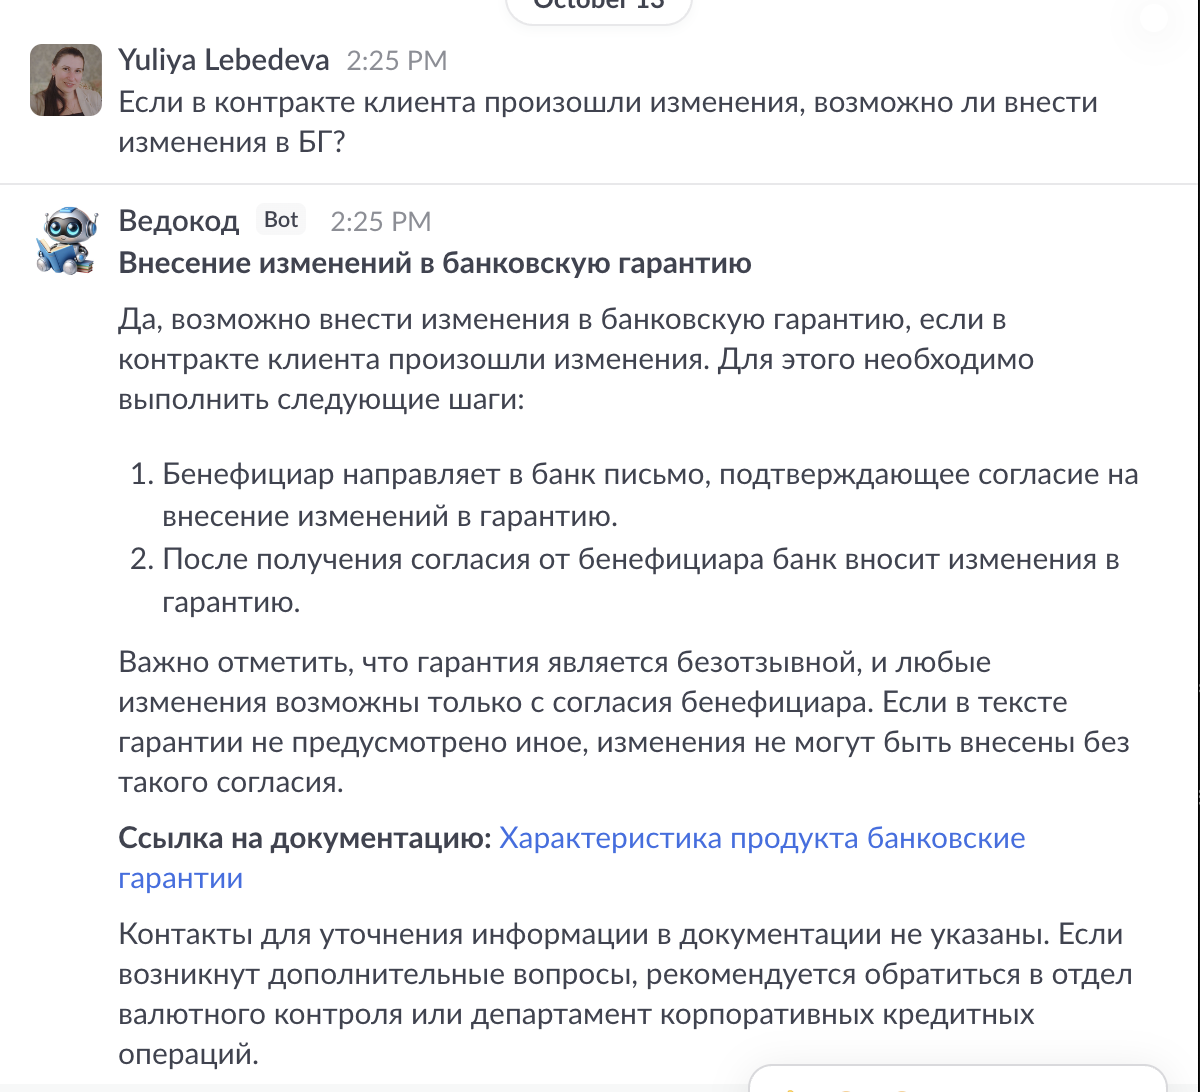 October 13
Yuliya Lebedeva 2:25 PM
Если в контракте клиента произошли изменения, возможно ли внести
изменения в БГ?
Ведокод Bot 2:25 PM
Внесение изменений в банковскую гарантию
Да, возможно внести изменения в банковскую гарантию, если в
контракте клиента произошли изменения. Для этого необходимо
выполнить следующие шаги:
1. Бенефициар направляет в банк письмо, подтверждающее согласие на
внесение изменений в гарантию.
2. После получения согласия от бенефициара банк вносит изменения в
гарантию.
Важно отметить, что гарантия является безотзывной, и любые
изменения возможны только с согласия бенефициара. Если в тексте
гарантии не предусмотрено иное, изменения не могут быть внесены без
такого согласия.
Ссылка на документацию: Характеристика продукта банковские
гарантии
Контакты для уточнения информации в документации не указаны. Если
возникнут дополнительные вопросы, рекомендуется обратиться в отдел
валютного контроля или департамент корпоративных кредитных
операций.